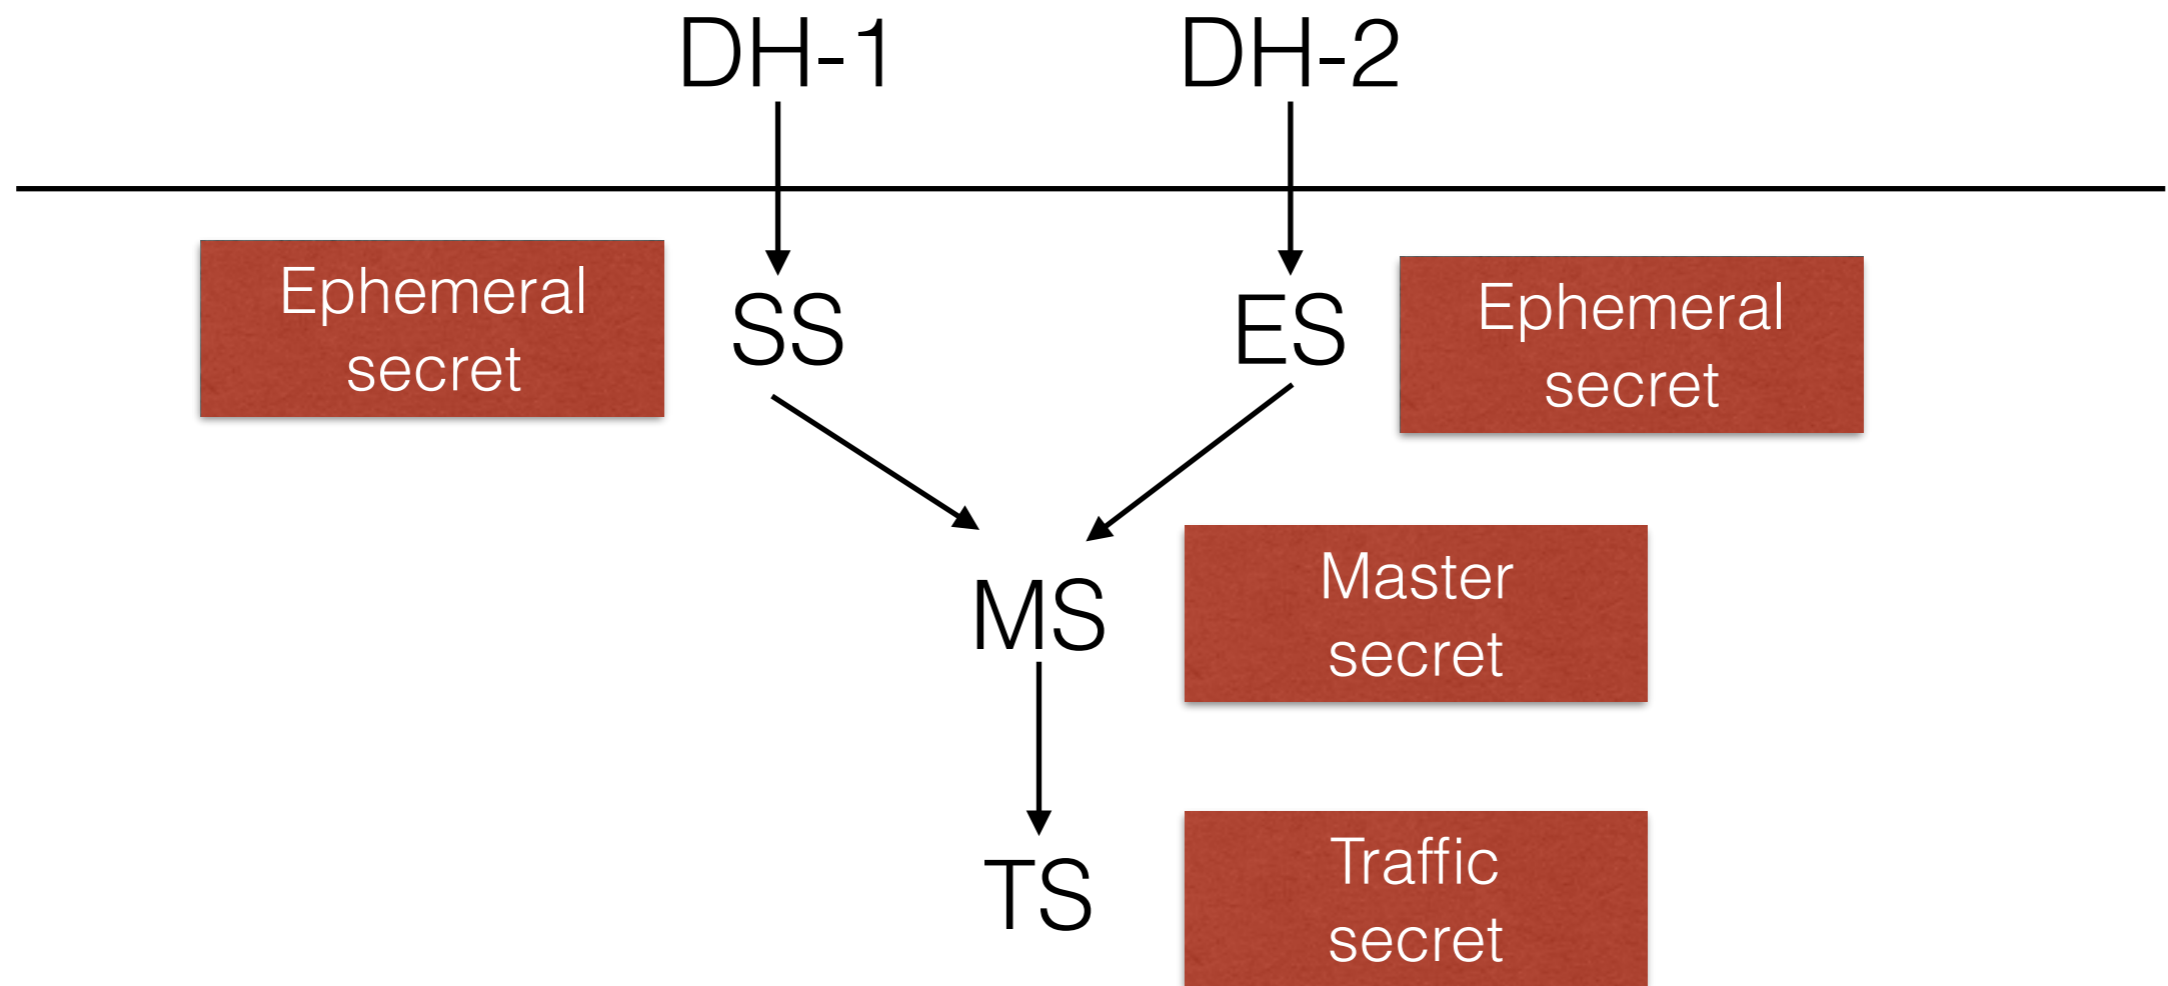 DH-1
DH-2
Ephemeral
secret
SS
ES
Ephemeral
secret
MS
Master
secret
TS
Traffic
secret